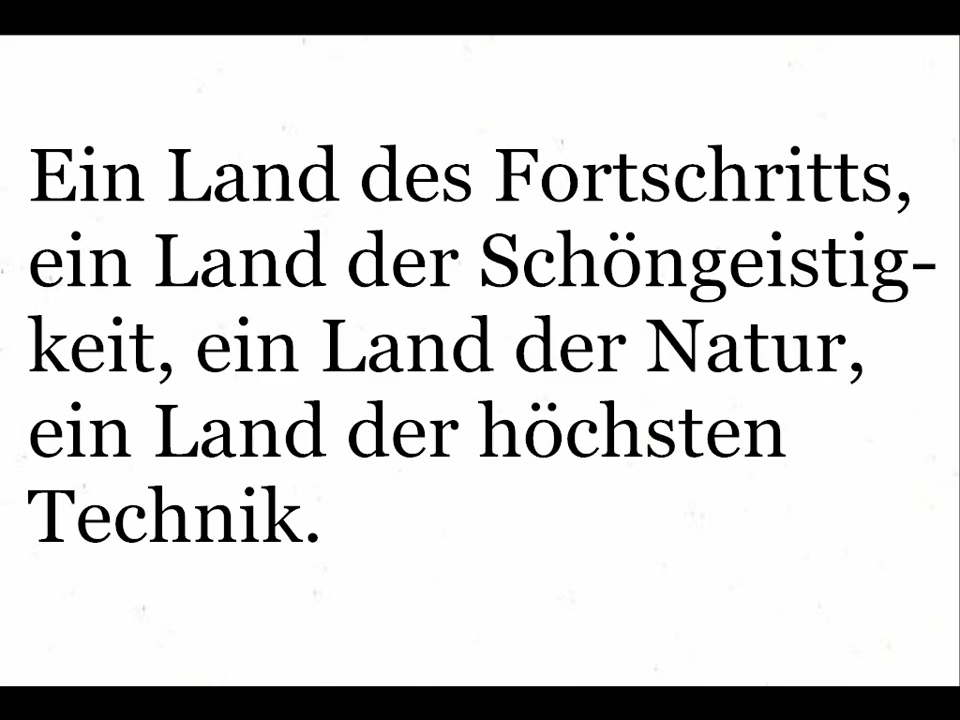 Ein Land des Fortschritts,
ein Land der Schöngeistig-
keit, ein Land der Natur,
ein Land der höchsten
Technik.